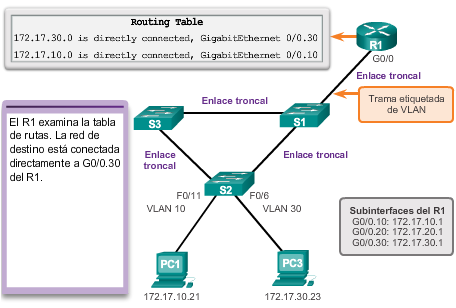 Routing Table
172.17.30.0 is directly connected, GigabitEthernet 0/0.30
172.17.10.0 is directly connected, GigabitEthernet 0/0.10
R1
G0/0
Enlace troncal
Trama etiquetada
de VLAN
El R1 examina la tabla
de rutas. La red de
destino está conectada
directamente a G0/0.30
del R1.
Enlace troncal
S3
S1
Enlace
troncal
Enlace
troncal
S2
F0/11
F0/6
VLAN 10
VLAN 30
Subinterfaces del R1
G0/0.10: 172.17.10.1
G0/0.20: 172.17.20.1
G0/0.30: 172.17.30.1
PC1
PC3
172.17.10.21
172.17.30.23